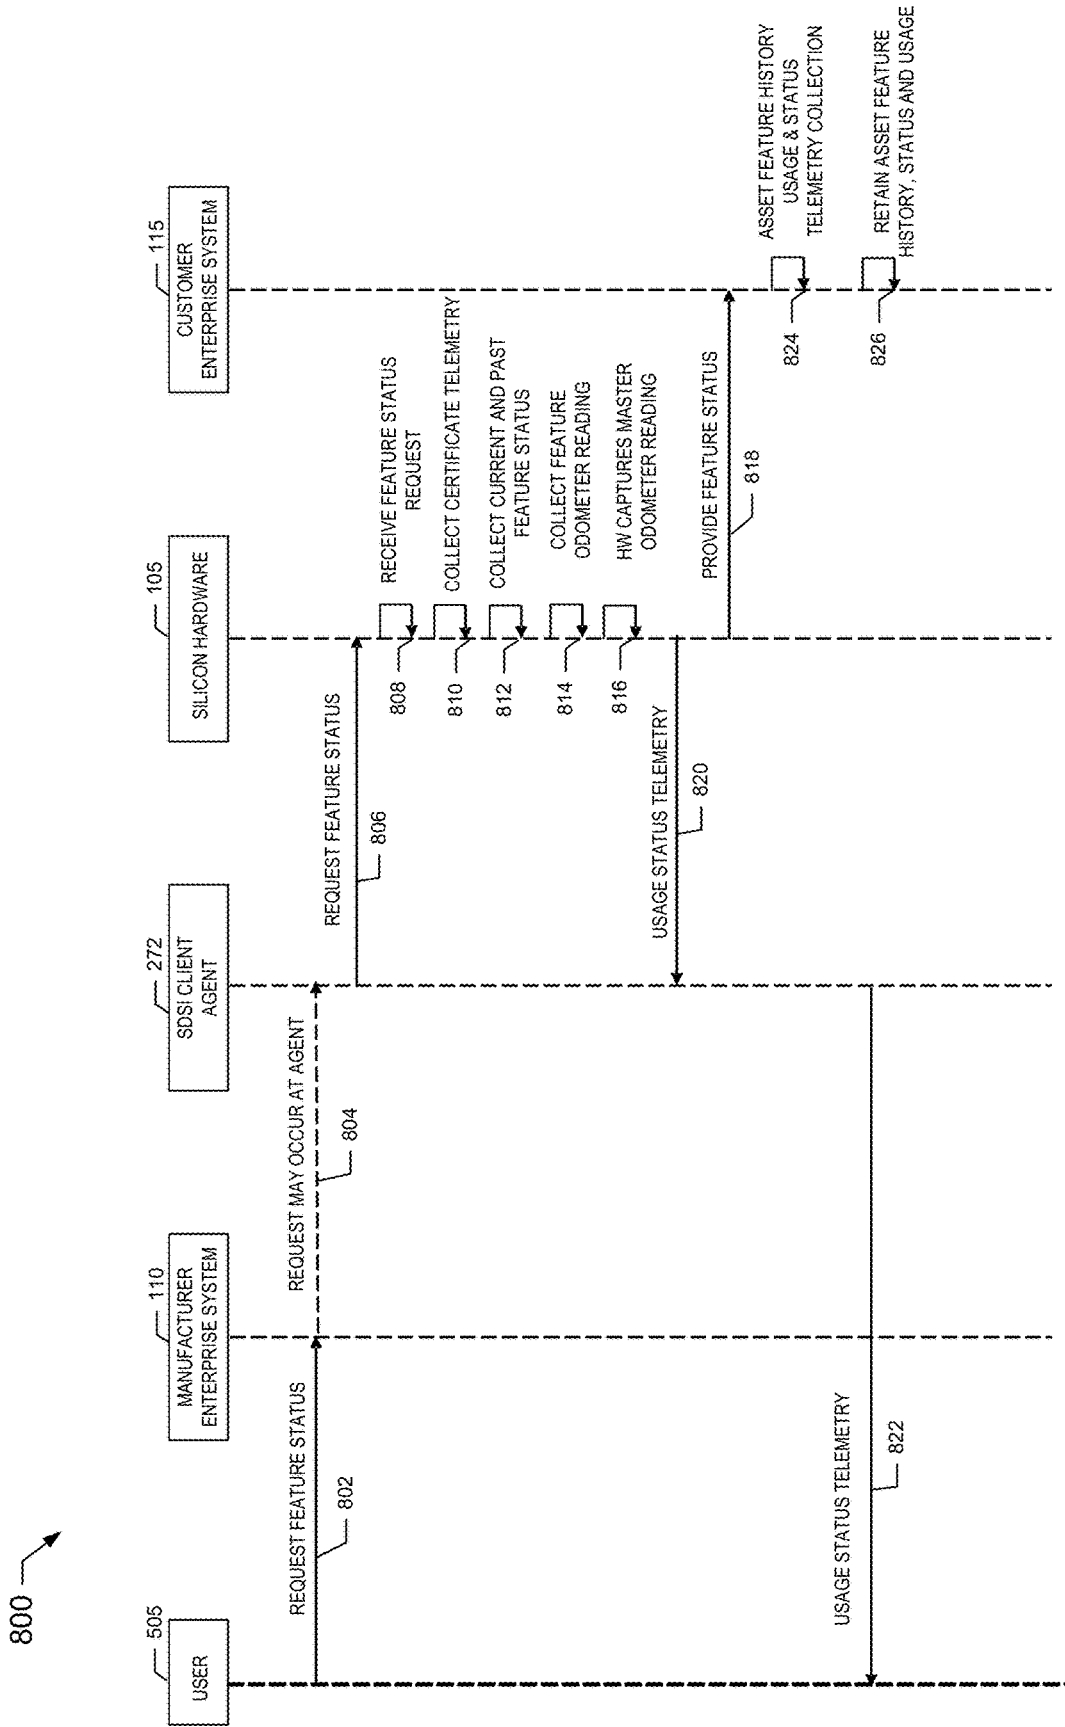 800
USER
505
MANUFACTURER
ENTERPRISE SYSTEM
110
SDSI CLIENT
AGENT
272
SILICON HARDWARE
105
CUSTOMER
ENTERPRISE SYSTEM
115
REQUEST FEATURE STATUS
802
REQUEST MAY OCCUR AT AGENT
804
REQUEST FEATURE STATUS
806
RECEIVE FEATURE STATUS
REQUEST
808
COLLECT CERTIFICATE TELEMETRY
810
COLLECT CURRENT AND PAST
FEATURE STATUS
812
COLLECT FEATURE
ODOMETER READING
814
HW CAPTURES MASTER
ODOMETER READING
816
PROVIDE FEATURE STATUS
818
USAGE STATUS TELEMETRY
820
USAGE STATUS TELEMETRY
822
ASSET FEATURE HISTORY
USAGE & STATUS
TELEMETRY COLLECTION
824
RETAIN ASSET FEATURE
HISTORY, STATUS AND USAGE
826